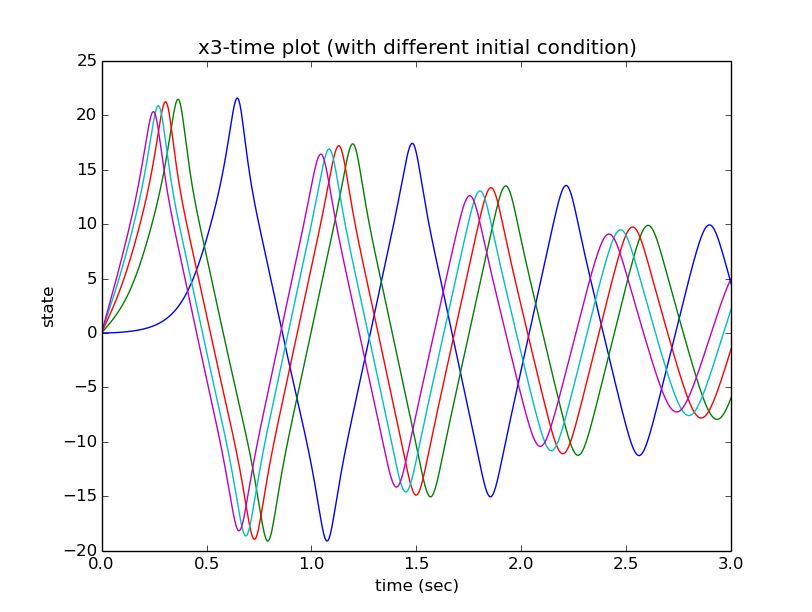 x3-time plot (with different initial condition)
25
20
15
10
5
0
−5
−10
−15
−20
state
0.0 0.5 1.0 1.5 2.0 2.5 3.0
time (sec)